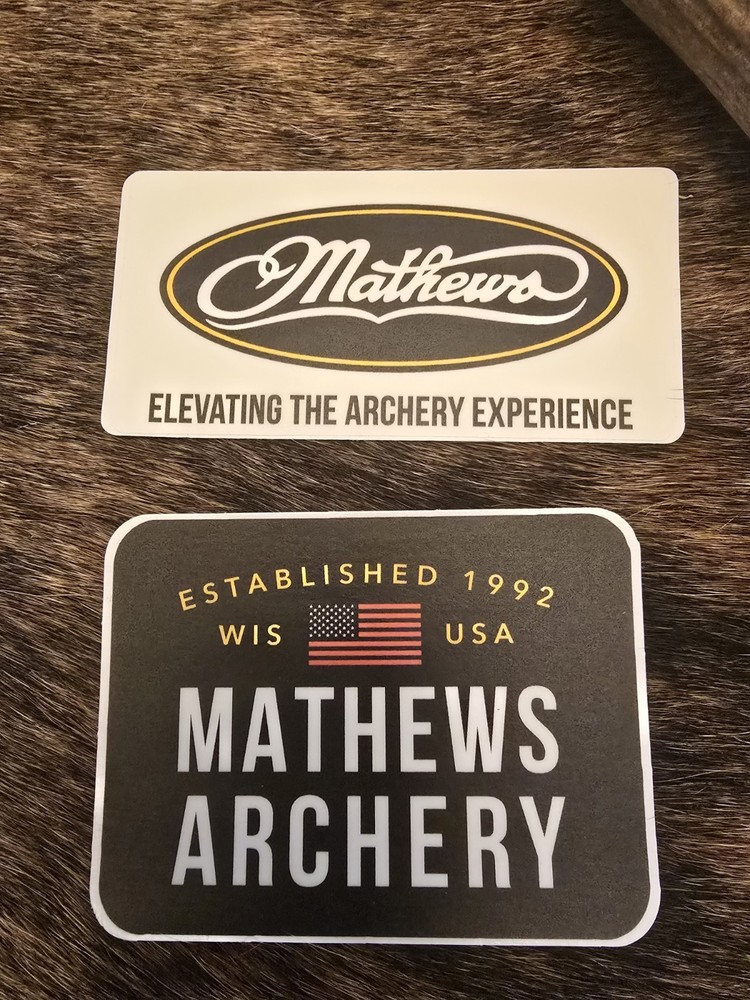 Mathews
ELEVATING THE ARCHERY EXPERIENCE
ESTABLISHED 1992
WIS USA
MATHEWS
ARCHERY